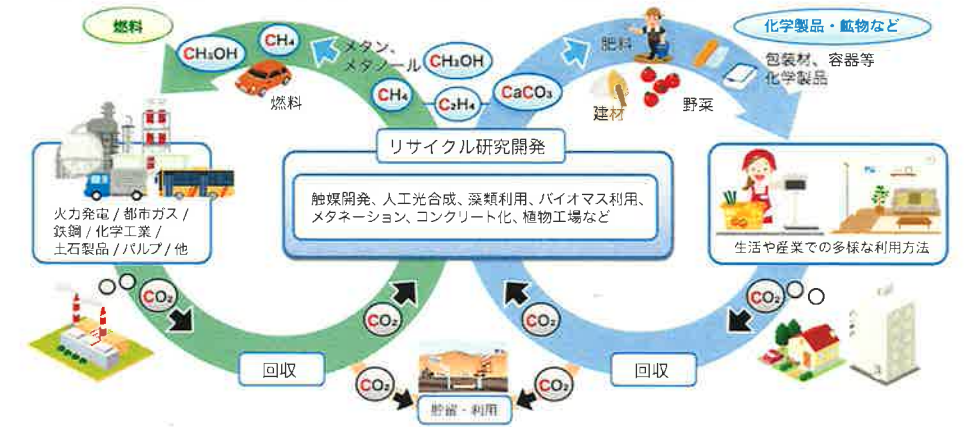 燃料
CH₃OH
CH₄
メタン、
メタノール
燃料
CH₃OH
CH₄
C₂H₄
CaCO₃
肥料
建材
野菜
化学製品・鉱物など
包装材、容器等
化学製品
リサイクル研究開発
触媒開発、人工光合成、藻類利用、バイオマス利用、
メタネーション、コンクリート化、植物工場など
火力発電 / 都市ガス /
鉄鋼 / 化学工業 /
土石製品 / パルプ / 他
生活や産業での多様な利用方法
CO₂
CO₂
CO₂
CO₂
回収
回収
CO₂
CO₂
貯留・利用